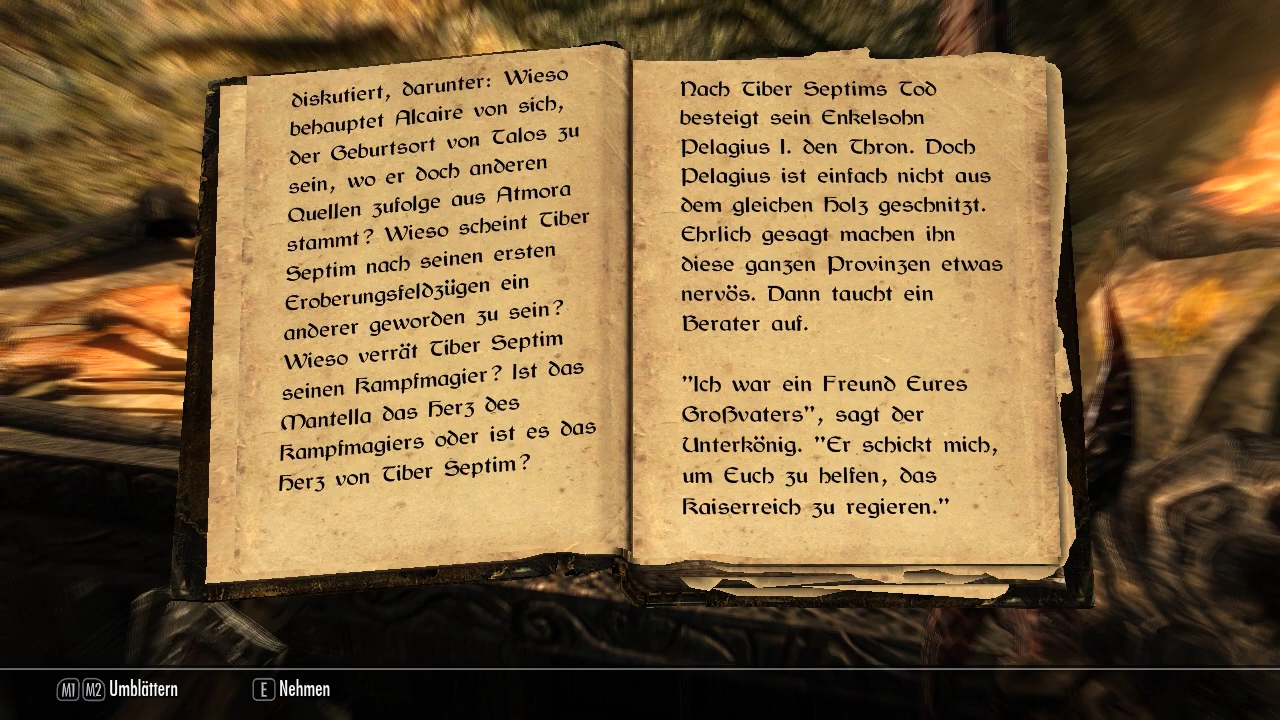 diskutiert, darunter: Wieso
behauptet Alcaire von sich,
der Geburtsort von Talos zu
sein, wo er doch anderen
Quellen zufolge aus Atmora
stammt? Wieso scheint Tiber
Septim nach seinen ersten
Eroberungsfeldzügen ein
anderer geworden zu sein?
Wieso verrät Tiber Septim
seinen Kampfmagier? Ist das
Mantella das Herz des
Kampfmagiers oder ist es das
Herz von Tiber Septim?
Nach Tiber Septims Tod
besteigt sein Enkelsohn
Pelagius I. den Thron. Doch
Pelagius ist einfach nicht aus
dem gleichen Holz geschnitzt.
Ehrlich gesagt machen ihn
diese ganzen Provinzen etwas
nervös. Dann taucht ein
Berater auf.
"Ich war ein Freund Eures
Großvaters", sagt der
Unterkönig. "Er schickt mich,
um Euch zu helfen, das
Kaiserreich zu regieren."
M1 M2 Umblättern
E Nehmen